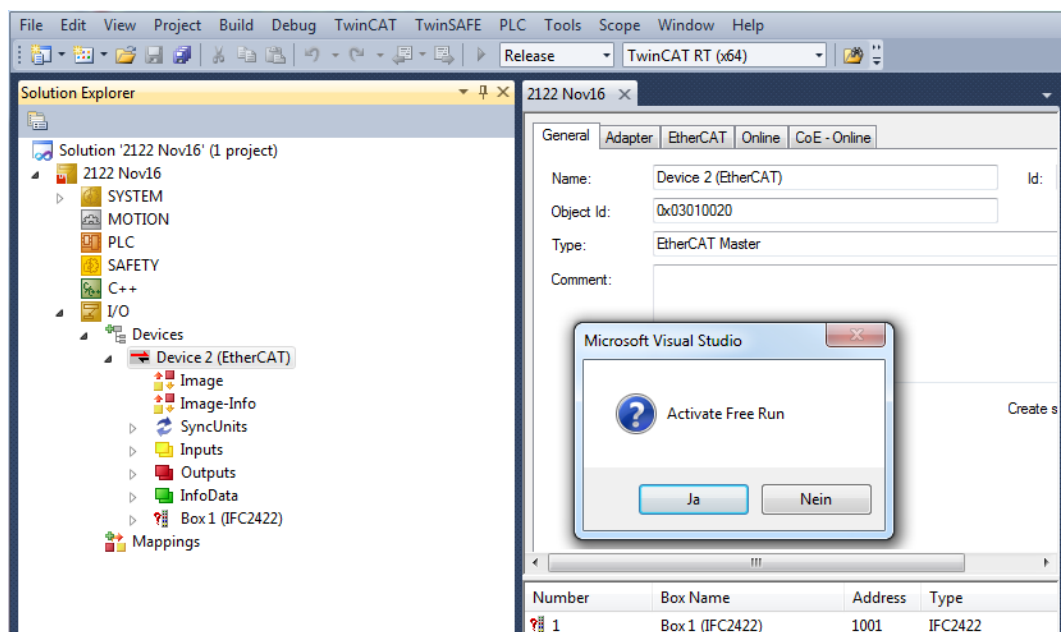 File Edit View Project Build Debug TwinCAT TwinSAFE PLC Tools Scope Window Help
Release TwinCAT RT (x64)
Solution Explorer
Solution '2122 Nov16' (1 project)
2122 Nov16
SYSTEM
MOTION
PLC
SAFETY
C++
I/O
Devices
Device 2 (EtherCAT)
Image
Image-Info
SyncUnits
Inputs
Outputs
InfoData
Box 1 (IFC2422)
Mappings
2122 Nov16
General Adapter EtherCAT Online CoE - Online
Name: Device 2 (EtherCAT) Id:
Object Id: 0x03010020
Type: EtherCAT Master
Comment:
Microsoft Visual Studio
Activate Free Run
Ja Nein
Create s
Number Box Name Address Type
1 Box 1 (IFC2422) 1001 IFC2422